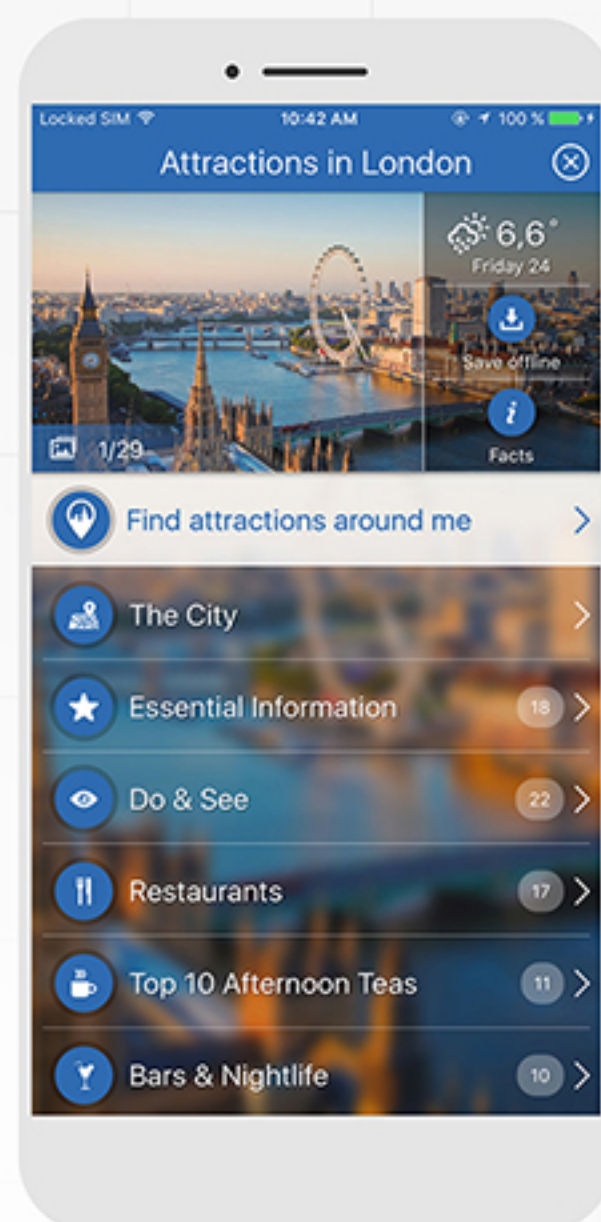 Locked SIM 10:42 AM 100 %
Attractions in London
6,6°
Friday 24
Save offline
Facts
1/29
Find attractions around me
The City
Essential Information 18
Do & See 22
Restaurants 17
Top 10 Afternoon Teas 11
Bars & Nightlife 10